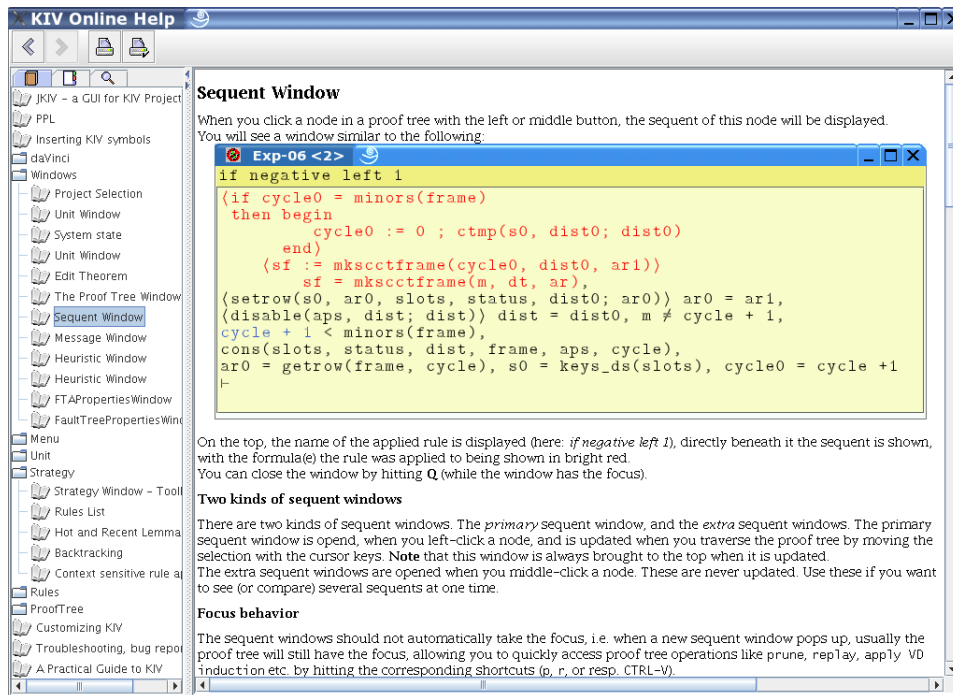 KIV Online Help
JKIV – a GUI for KIV Project
PPL
Inserting KIV symbols
daVinci
Windows
Project Selection
Unit Window
System state
Unit Window
Edit Theorem
The Proof Tree Window
Sequent Window
Message Window
Heuristic Window
Heuristic Window
FTAPropertiesWindow
FaultTreePropertiesWind
Menu
Unit
Strategy
Strategy Window – Tooll
Rules List
Hot and Recent Lemma
Backtracking
Context sensitive rule ap
Rules
ProofTree
Customizing KIV
Troubleshooting, bug repor
A Practical Guide to KIV
Sequent Window
When you click a node in a proof tree with the left or middle button, the sequent of this node will be displayed.
You will see a window similar to the following:
Exp-06 <2>
if negative left 1
⟨if cycle0 = minors(frame)
then begin
cycle0 := 0 ; ctmp(s0, dist0; dist0)
end⟩
⟨sf := mkscctframe(cycle0, dist0, ar1)⟩
sf = mkscctframe(m, dt, ar),
⟨setrow(s0, ar0, slots, status, dist0; ar0)⟩ ar0 = ar1,
⟨disable(aps, dist; dist)⟩ dist = dist0, m ≠ cycle + 1,
cycle + 1 < minors(frame),
cons(slots, status, dist, frame, aps, cycle),
ar0 = getrow(frame, cycle), s0 = keys_ds(slots), cycle0 = cycle +1
⊢
On the top, the name of the applied rule is displayed (here: if negative left 1), directly beneath it the sequent is shown,
with the formula(e) the rule was applied to being shown in bright red.
You can close the window by hitting Q (while the window has the focus).
Two kinds of sequent windows
There are two kinds of sequent windows. The primary sequent window, and the extra sequent windows. The primary
sequent window is opend, when you left-click a node, and is updated when you traverse the proof tree by moving the
selection with the cursor keys. Note that this window is always brought to the top when it is updated.
The extra sequent windows are opened when you middle-click a node. These are never updated. Use these if you want
to see (or compare) several sequents at one time.
Focus behavior
The sequent windows should not automatically take the focus, i.e. when a new sequent window pops up, usually the
proof tree will still have the focus, allowing you to quickly access proof tree operations like prune, replay, apply VD
induction etc. by hitting the corresponding shortcuts (p, r, or resp. CTRL-V).